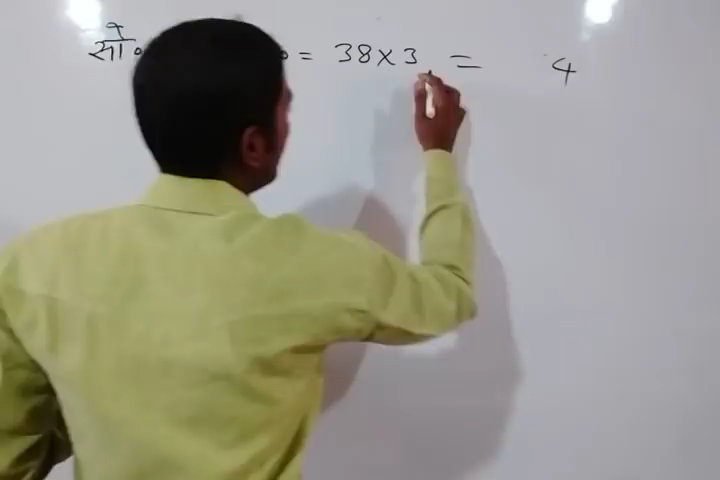 सा० = 38×3 = 4